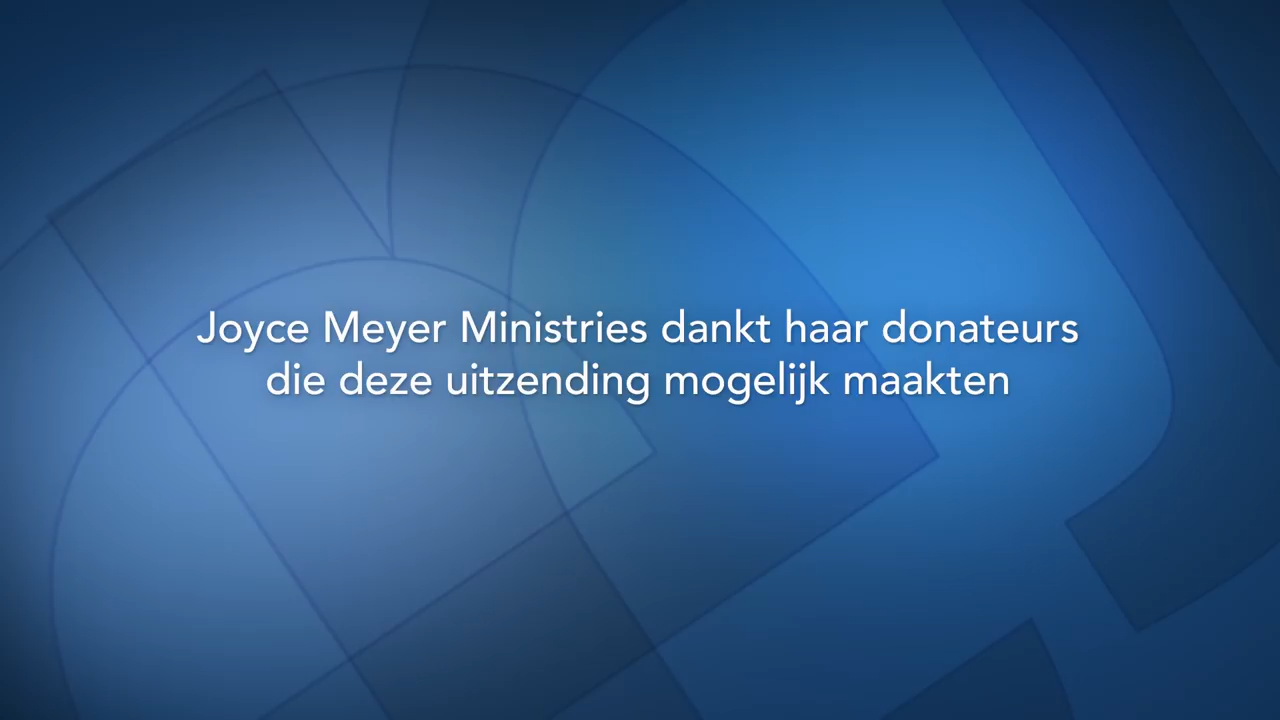 Joyce Meyer Ministries dankt haar donateurs
die deze uitzending mogelijk maakten